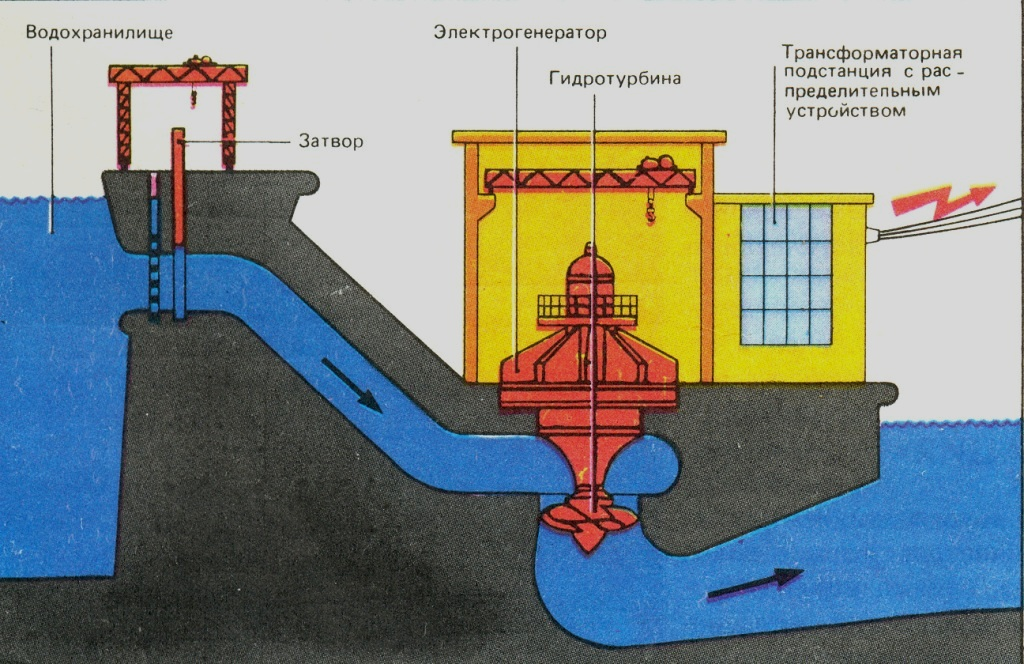 Водохранилище
Электрогенератор
Гидротурбина
Трансформаторная
подстанция с рас-
пределительным
устройством
Затвор